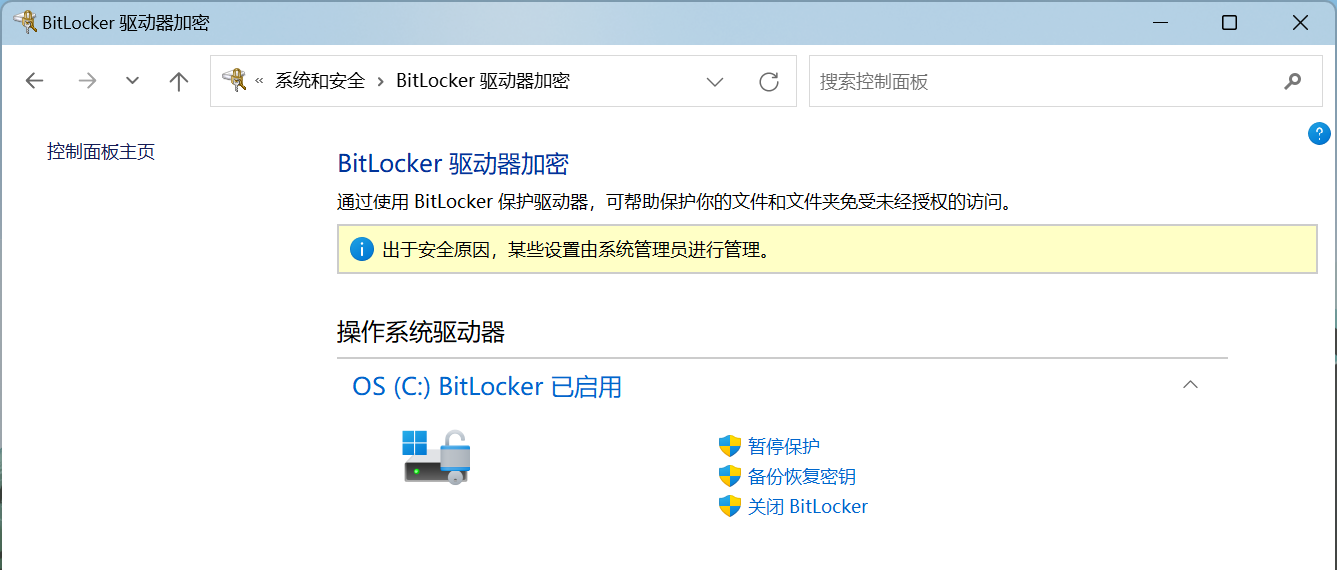 BitLocker 驱动器加密
« 系统和安全 › BitLocker 驱动器加密
搜索控制面板
控制面板主页
BitLocker 驱动器加密
通过使用 BitLocker 保护驱动器，可帮助保护你的文件和文件夹免受未经授权的访问。
出于安全原因，某些设置由系统管理员进行管理。
操作系统驱动器
OS (C:) BitLocker 已启用
暂停保护
备份恢复密钥
关闭 BitLocker